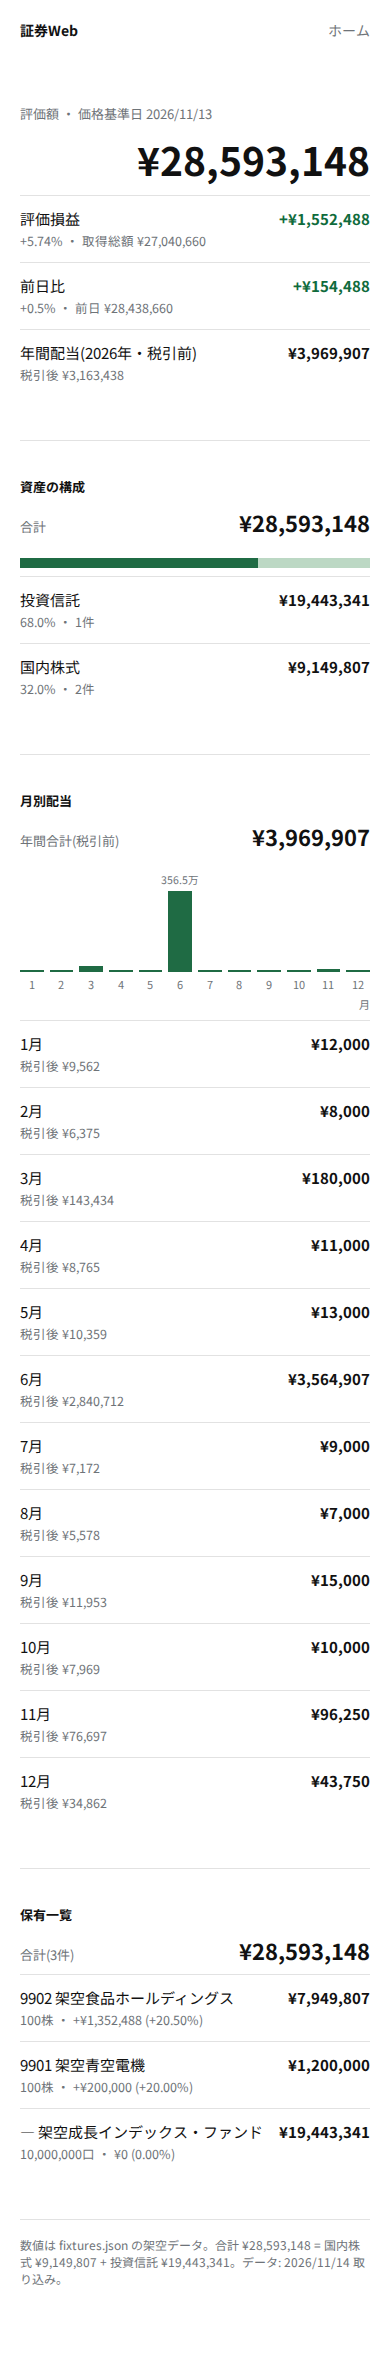 証券Web ホーム
評価額 ・ 価格基準日 2026/11/13
¥28,593,148
評価損益 +¥1,552,488
+5.74% ・ 取得総額 ¥27,040,660
前日比 +¥154,488
+0.5% ・ 前日 ¥28,438,660
年間配当(2026年・税引前) ¥3,969,907
税引後 ¥3,163,438
資産の構成
合計 ¥28,593,148
投資信託 ¥19,443,341
68.0% ・ 1件
国内株式 ¥9,149,807
32.0% ・ 2件
月別配当
年間合計(税引前) ¥3,969,907
356.5万
1 2 3 4 5 6 7 8 9 10 11 12
月
1月 ¥12,000
税引後 ¥9,562
2月 ¥8,000
税引後 ¥6,375
3月 ¥180,000
税引後 ¥143,434
4月 ¥11,000
税引後 ¥8,765
5月 ¥13,000
税引後 ¥10,359
6月 ¥3,564,907
税引後 ¥2,840,712
7月 ¥9,000
税引後 ¥7,172
8月 ¥7,000
税引後 ¥5,578
9月 ¥15,000
税引後 ¥11,953
10月 ¥10,000
税引後 ¥7,969
11月 ¥96,250
税引後 ¥76,697
12月 ¥43,750
税引後 ¥34,862
保有一覧
合計(3件) ¥28,593,148
9902 架空食品ホールディングス ¥7,949,807
100株 ・ +¥1,352,488 (+20.50%)
9901 架空青空電機 ¥1,200,000
100株 ・ +¥200,000 (+20.00%)
— 架空成長インデックス・ファンド ¥19,443,341
10,000,000口 ・ ¥0 (0.00%)
数値は fixtures.json の架空データ。合計 ¥28,593,148 = 国内株
式 ¥9,149,807 + 投資信託 ¥19,443,341。データ: 2026/11/14 取
り込み。